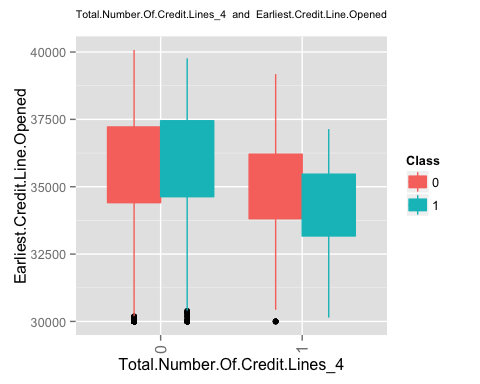 Total.Number.Of.Credit.Lines_4 and Earliest.Credit.Line.Opened
Earliest.Credit.Line.Opened
40000
37500
35000
32500
30000
0
1
Total.Number.Of.Credit.Lines_4
Class
0
1